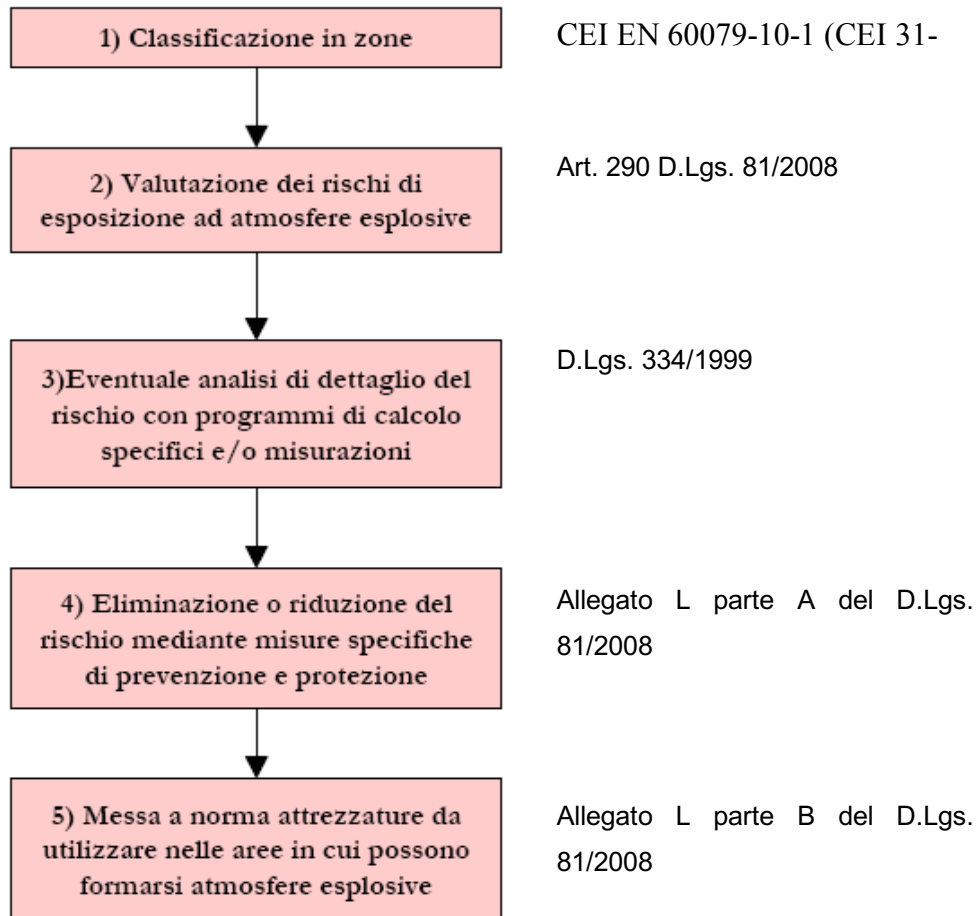 1) Classificazione in zone
CEI EN 60079-10-1 (CEI 31-
2) Valutazione dei rischi di
esposizione ad atmosfere esplosive
Art. 290 D.Lgs. 81/2008
3)Eventuale analisi di dettaglio del
rischio con programmi di calcolo
specifici e/o misurazioni
D.Lgs. 334/1999
4) Eliminazione o riduzione del
rischio mediante misure specifiche
di prevenzione e protezione
Allegato L parte A del D.Lgs.
81/2008
5) Messa a norma attrezzature da
utilizzare nelle aree in cui possono
formarsi atmosfere esplosive
Allegato L parte B del D.Lgs.
81/2008